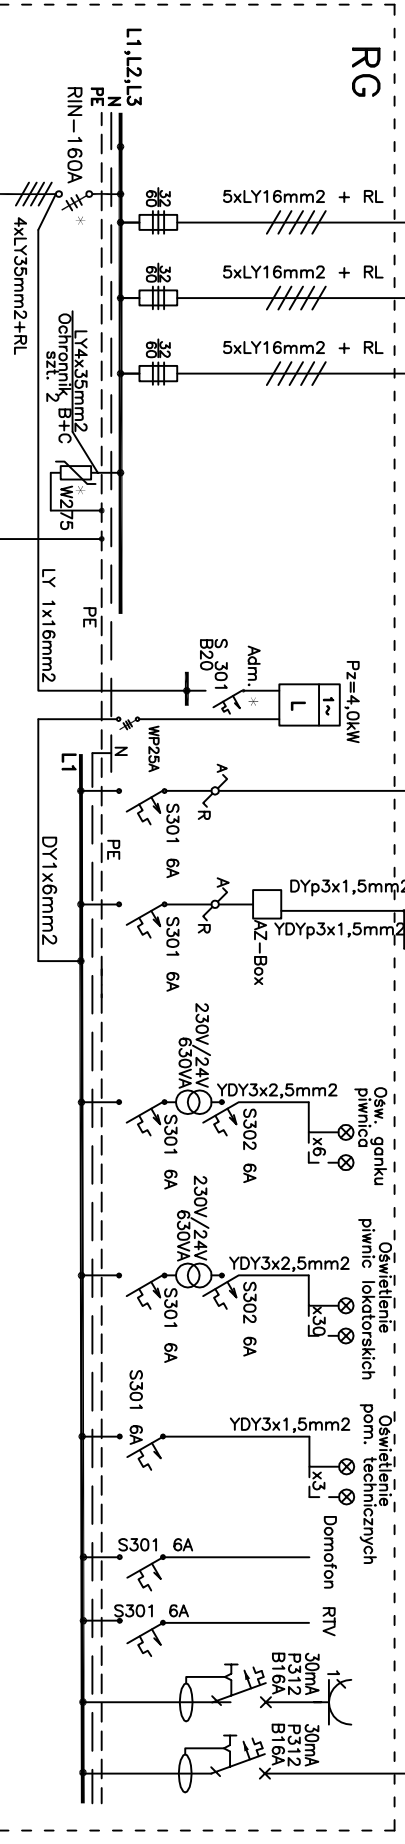 RG
L1,L2,L3
N
PE
RIN-160A
*
4xLY35mm2+RL
32
60
5xLY16mm2 + RL
32
60
5xLY16mm2 + RL
32
60
5xLY16mm2 + RL
LY4x35mm2
Ochronnik B+C
szt. 2
*
W275
LY 1x16mm2
PE
S 301
B20
Adm.
*
Pz=4,0kW
1~
L
WP25A
N
L1
PE
DY1x6mm2
S301 6A
A
R
S301 6A
A
R
AZ-Box
DYp3x1,5mm2
YDYp3x1,5mm2
230V/24V
630VA
S301 6A
S302 6A
YDY3x2,5mm2
x6
Ośw. ganku
piwnica
230V/24V
630VA
S301 6A
S302 6A
YDY3x2,5mm2
x30
Oświetlenie
piwnic lokatorskich
S301 6A
YDY3x1,5mm2
x3
Oświetlenie
pom. technicznych
S301 6A
Domofon
S301 6A
RTV
30mA
P312
B16A
1
30mA
P312
B16A